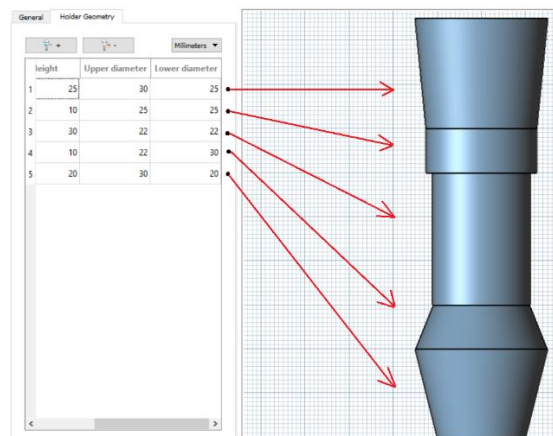 General Holder Geometry
+ - Millimeters
leight Upper diameter Lower diameter
1 25 30 25
2 10 25 25
3 30 22 22
4 10 22 30
5 20 30 20